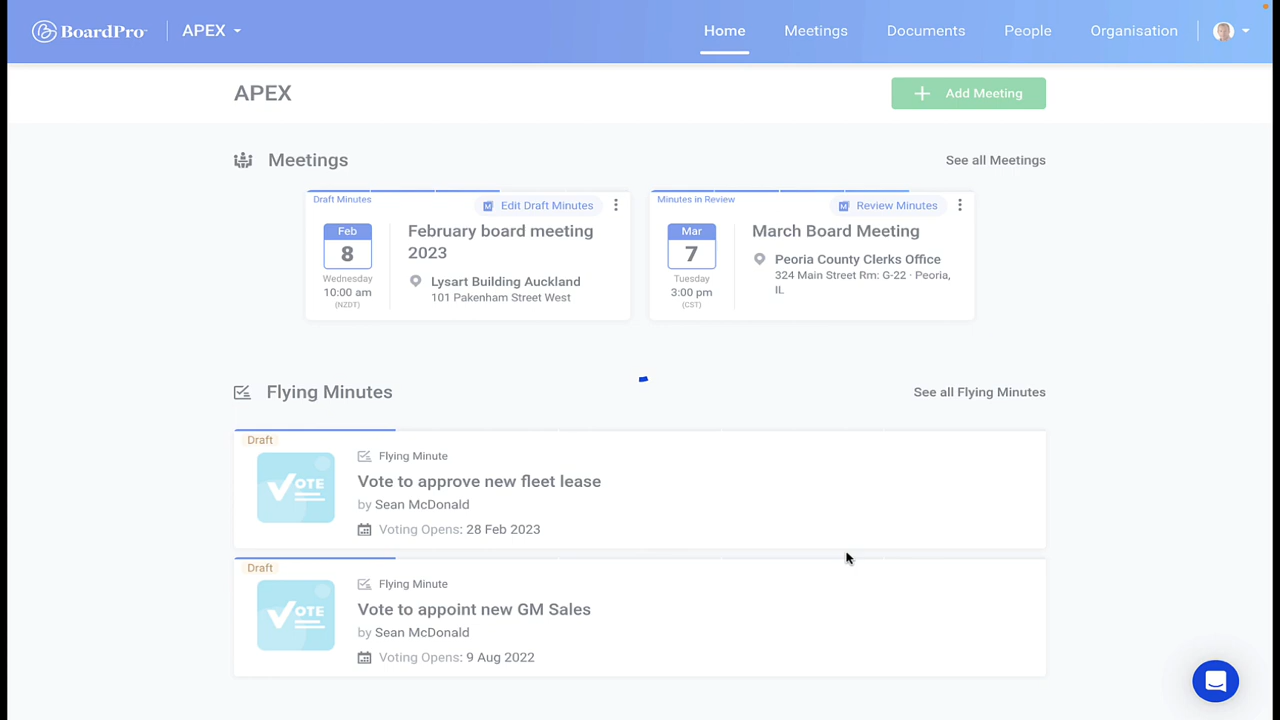 BoardPro
APEX
Home
Meetings
Documents
People
Organisation
APEX
Add Meeting
Meetings
See all Meetings
Draft Minutes
Edit Draft Minutes
Feb
8
Wednesday
10:00 am
(NZDT)
February board meeting
2023
Lysart Building Auckland
101 Pakenham Street West
Minutes in Review
Review Minutes
Mar
7
Tuesday
3:00 pm
(CST)
March Board Meeting
Peoria County Clerks Office
324 Main Street Rm: G-22 · Peoria,
IL
Flying Minutes
See all Flying Minutes
Draft
VOTE
Flying Minute
Vote to approve new fleet lease
by Sean McDonald
Voting Opens: 28 Feb 2023
Draft
VOTE
Flying Minute
Vote to appoint new GM Sales
by Sean McDonald
Voting Opens: 9 Aug 2022